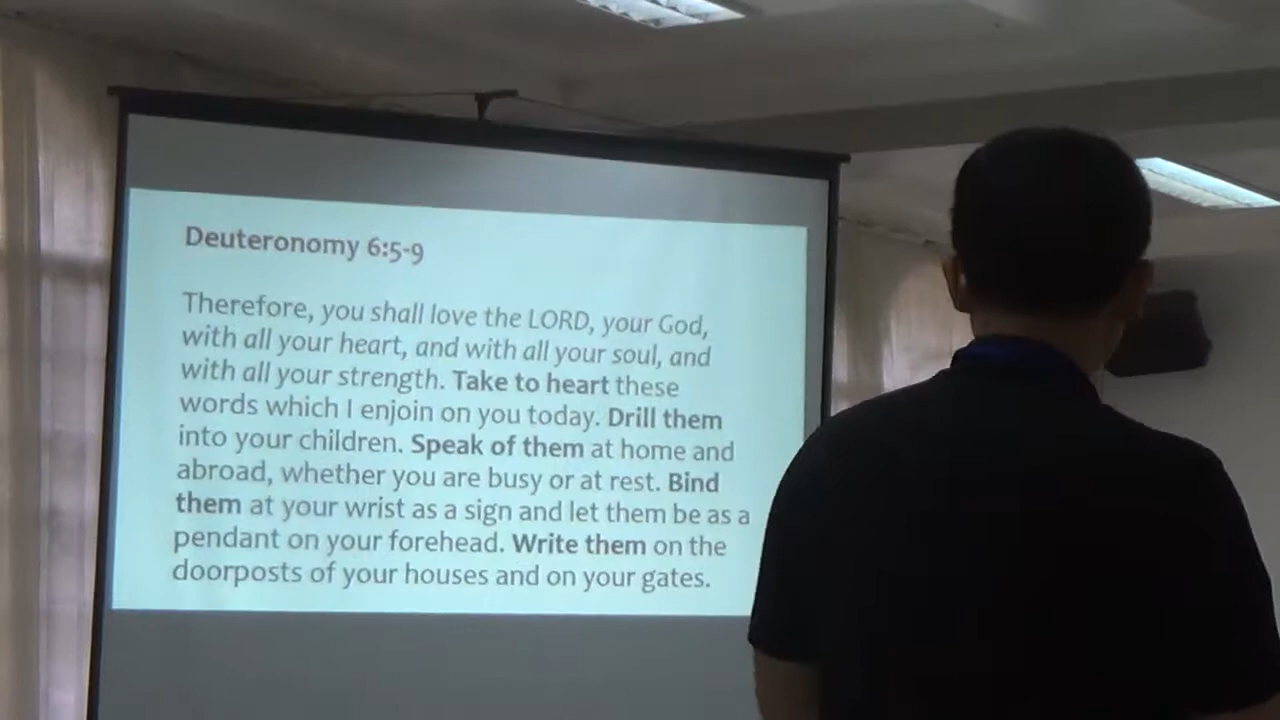 Deuteronomy 6:5-9
Therefore, you shall love the LORD, your God,
with all your heart, and with all your soul, and
with all your strength. Take to heart these
words which I enjoin on you today. Drill them
into your children. Speak of them at home and
abroad, whether you are busy or at rest. Bind
them at your wrist as a sign and let them be as a
pendant on your forehead. Write them on the
doorposts of your houses and on your gates.